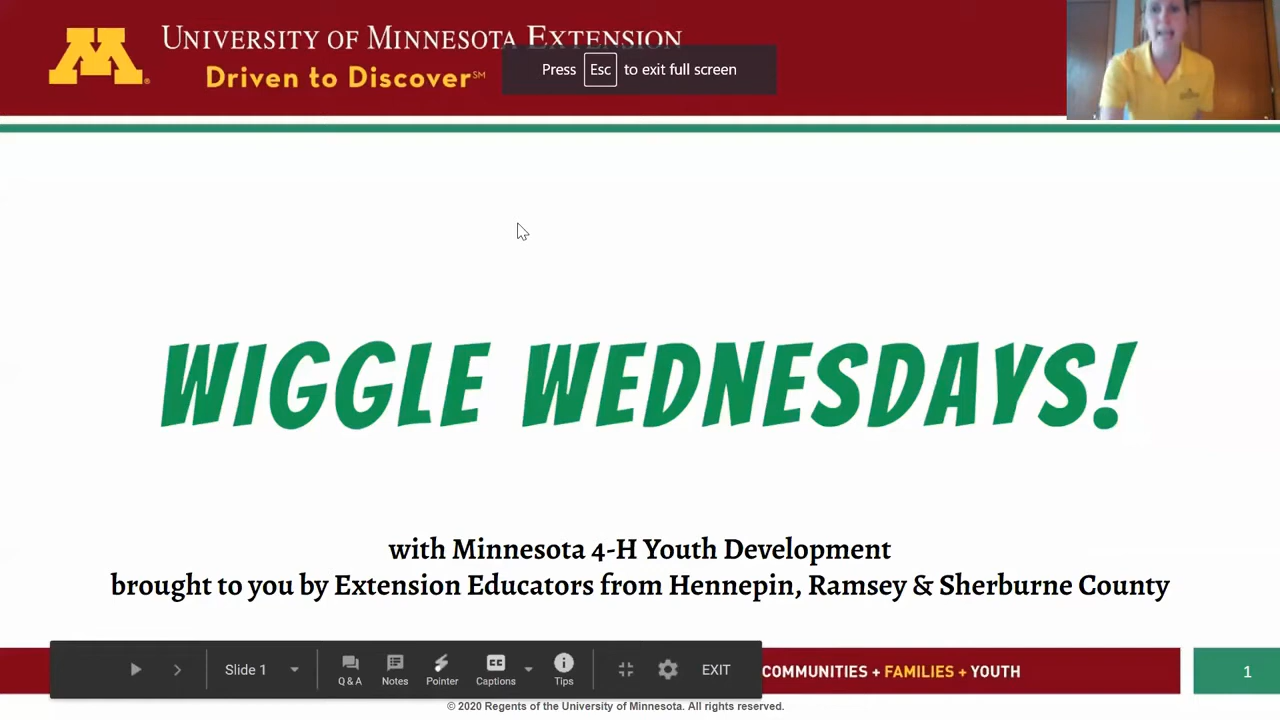 UNIVERSITY OF MINNESOTA EXTENSION
Driven to Discover℠
Press Esc to exit full screen
WIGGLE WEDNESDAYS!
with Minnesota 4-H Youth Development
brought to you by Extension Educators from Hennepin, Ramsey & Sherburne County
Slide 1
Q & A
Notes
Pointer
CC
Captions
Tips
EXIT
COMMUNITIES + FAMILIES + YOUTH
1
© 2020 Regents of the University of Minnesota. All rights reserved.